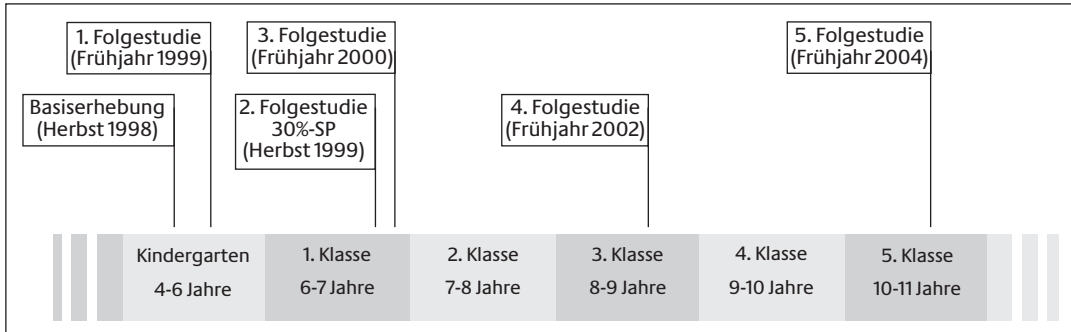 1. Folgestudie
(Frühjahr 1999)
3. Folgestudie
(Frühjahr 2000)
5. Folgestudie
(Frühjahr 2004)
Basiserhebung
(Herbst 1998)
2. Folgestudie
30%-SP
(Herbst 1999)
4. Folgestudie
(Frühjahr 2002)
Kindergarten
4-6 Jahre
1. Klasse
6-7 Jahre
2. Klasse
7-8 Jahre
3. Klasse
8-9 Jahre
4. Klasse
9-10 Jahre
5. Klasse
10-11 Jahre